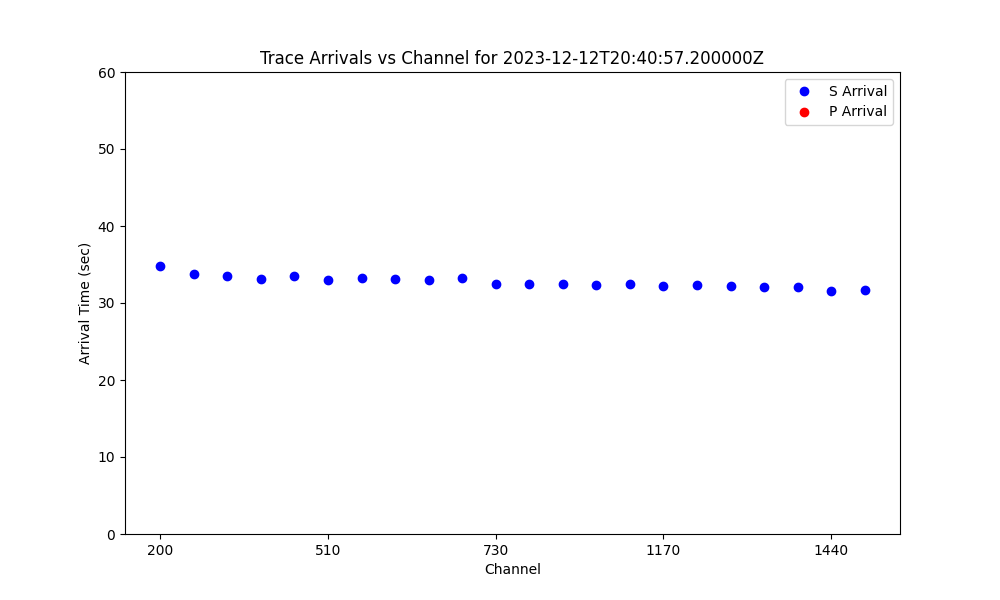 Trace Arrivals vs Channel for 2023-12-12T20:40:57.200000Z
60
50
40
30
20
10
0
Arrival Time (sec)
S Arrival
P Arrival
200
510
730
1170
1440
Channel